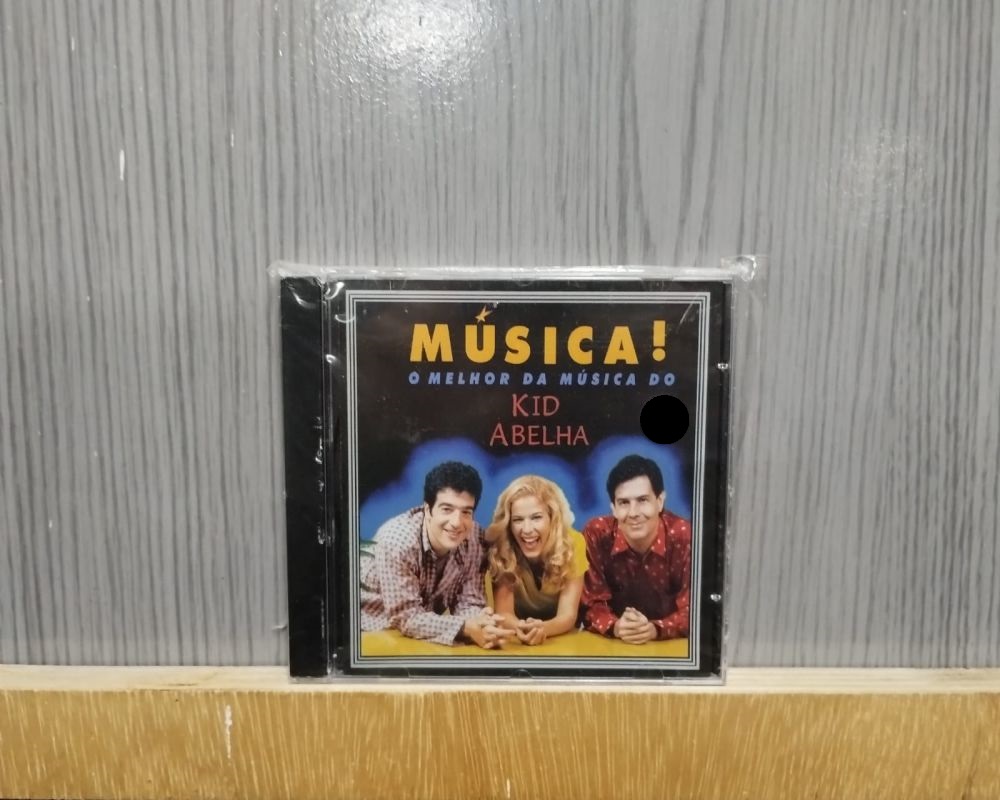 MÚSICA!
O MELHOR DA MÚSICA DO
KID
ABELHA